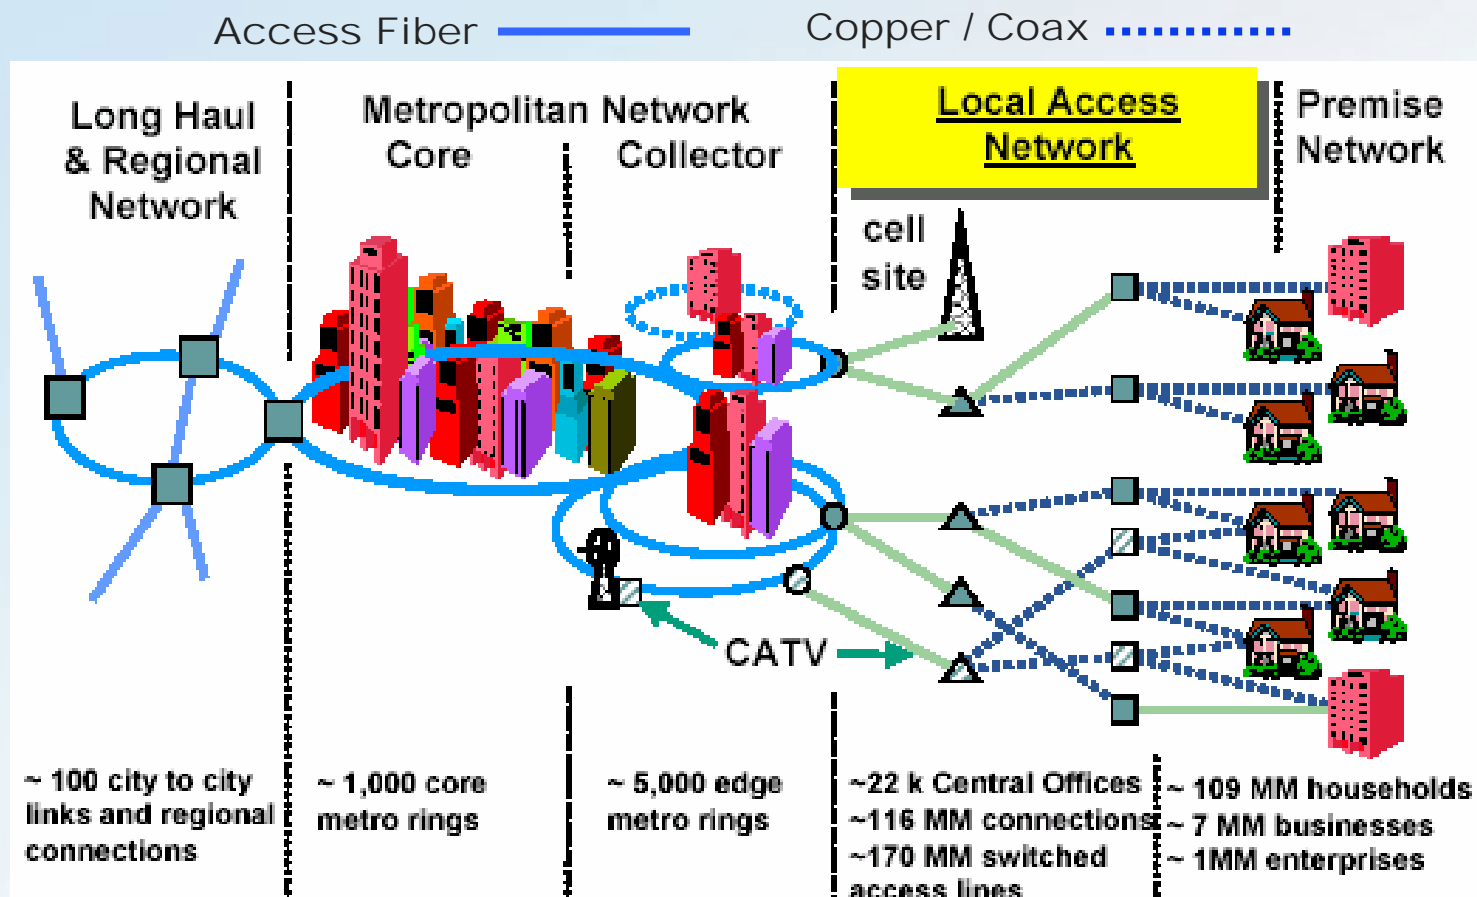 Access Fiber
Copper / Coax
Long Haul
& Regional
Network
Metropolitan Network
Core
Collector
Local Access
Network
Premise
Network
cell
site
CATV
~ 100 city to city
links and regional
connections
~ 1,000 core
metro rings
~ 5,000 edge
metro rings
~22 k Central Offices
~116 MM connections
~170 MM switched
access lines
~ 109 MM households
~ 7 MM businesses
~ 1MM enterprises